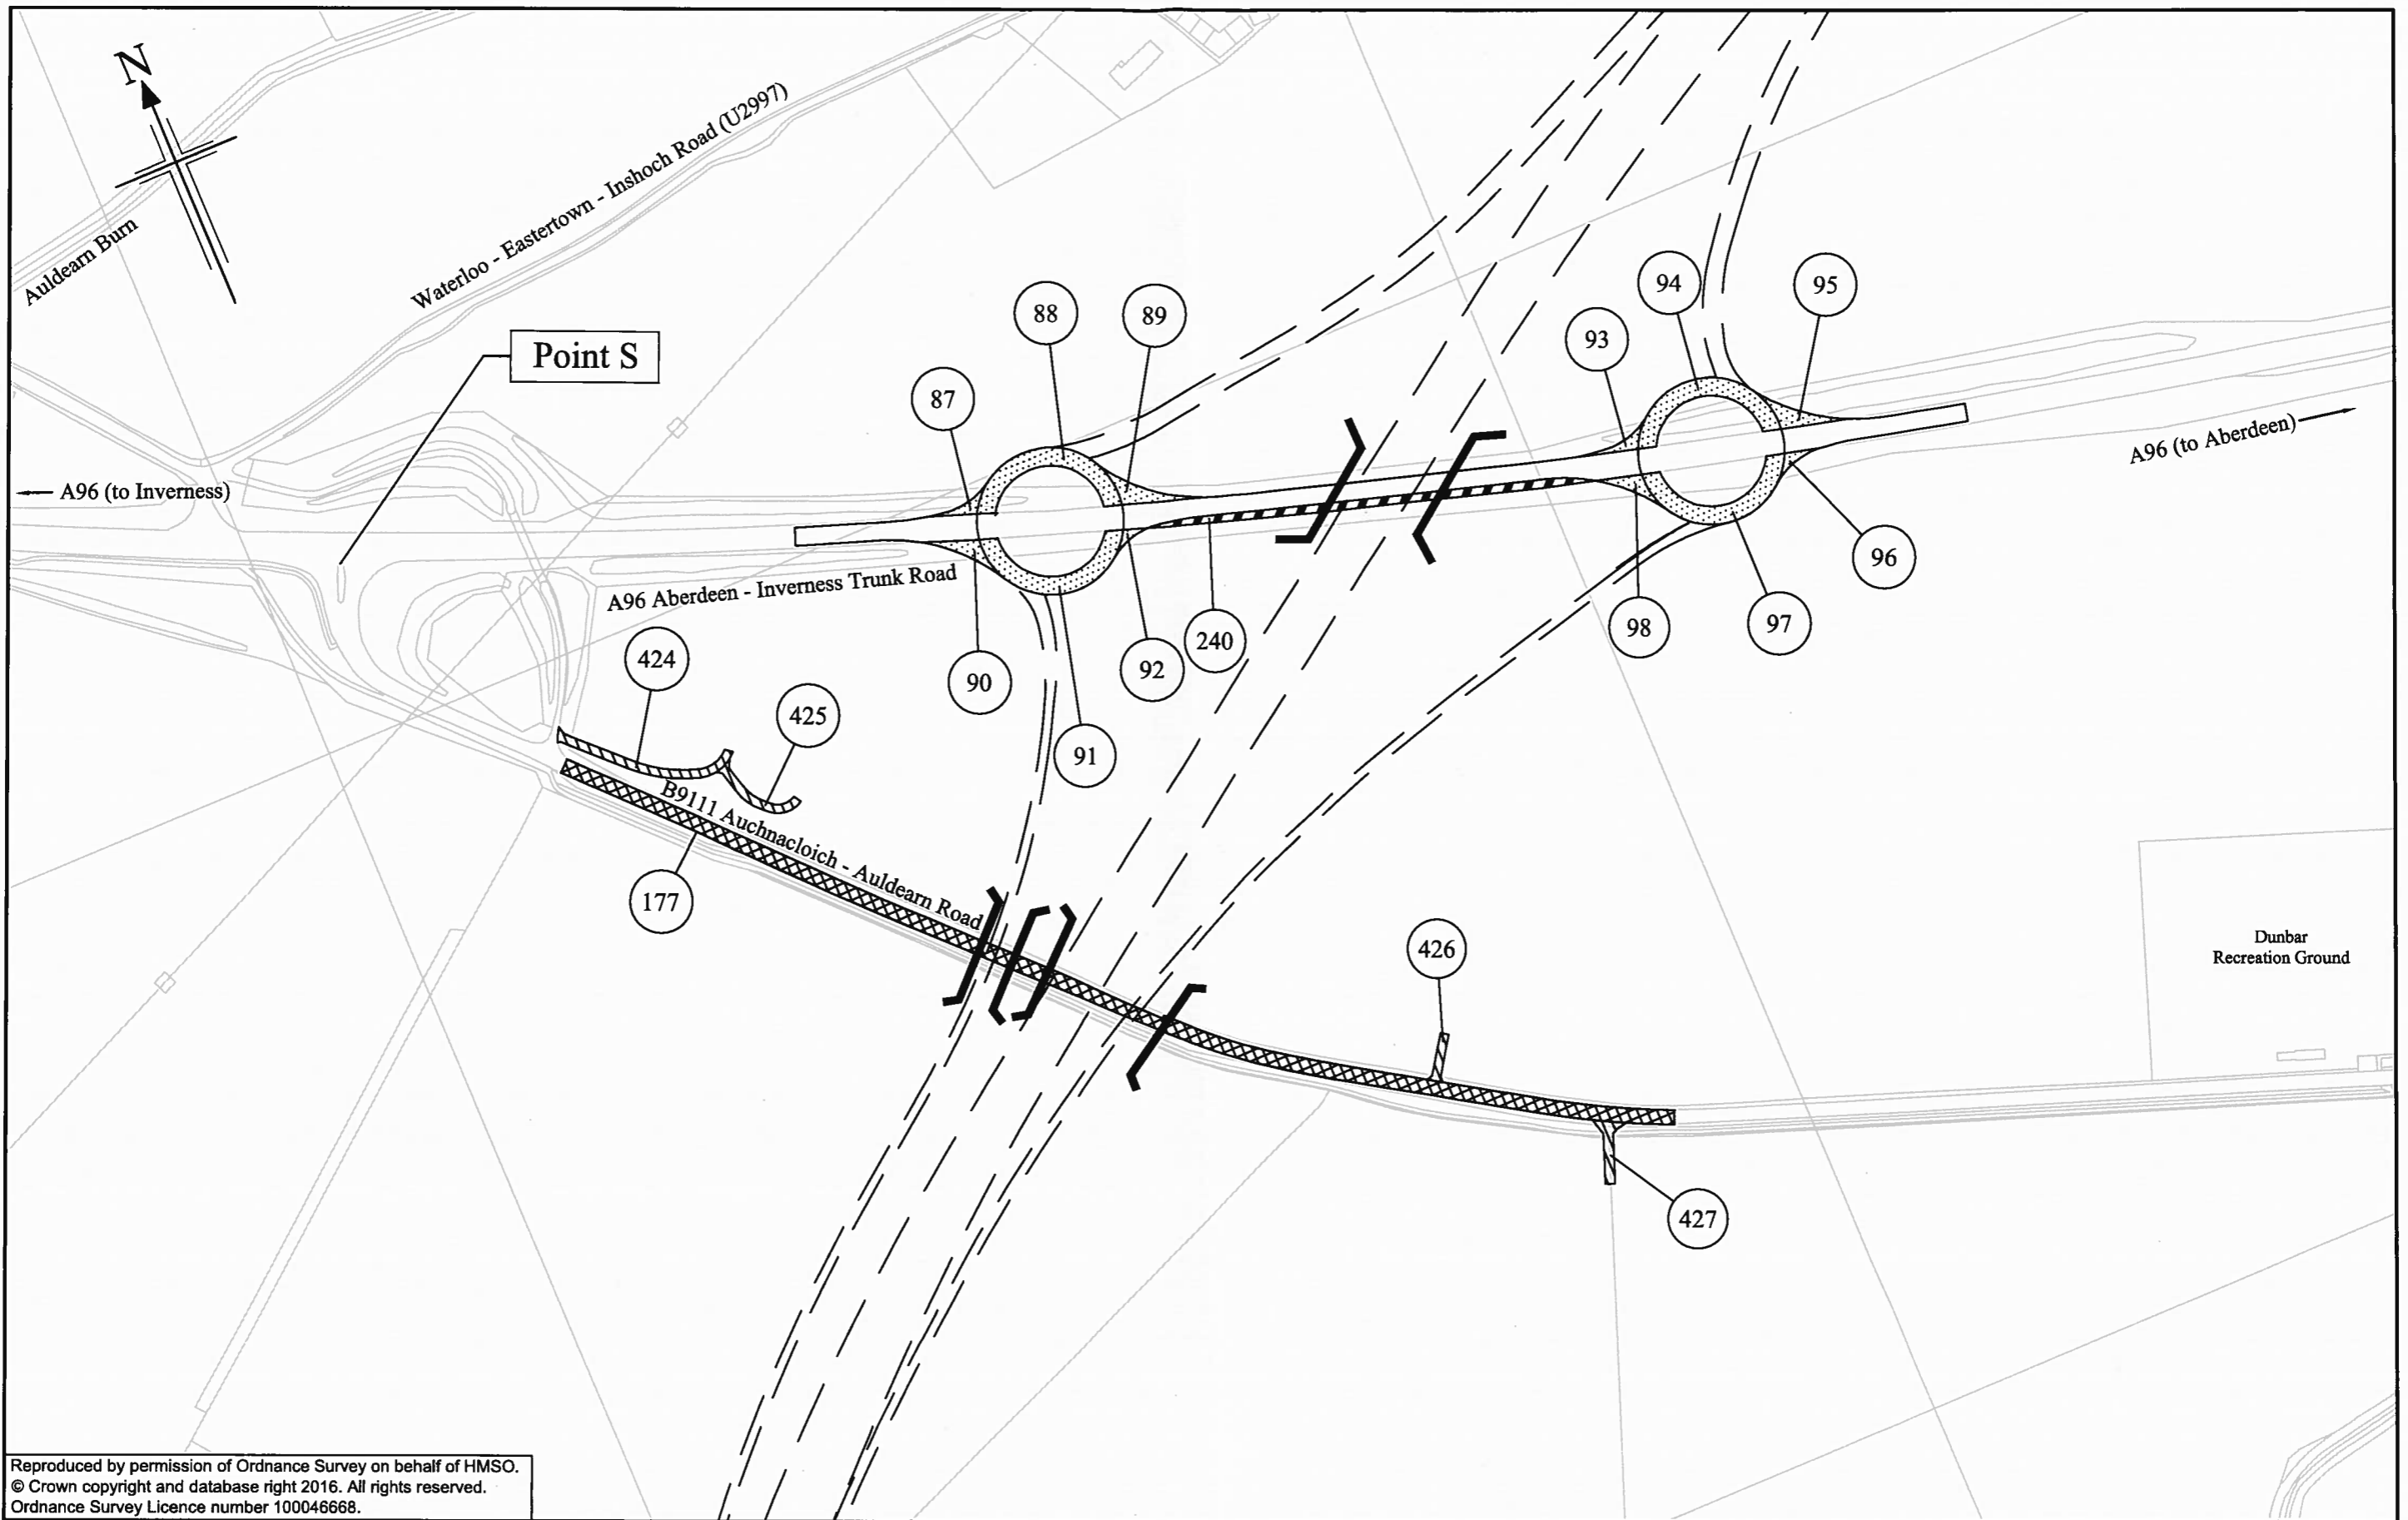 N
Auldearn Burn
Waterloo - Eastertown - Inshoch Road (U2997)
Point S
88
89
94
95
93
87
A96 (to Aberdeen)
A96 (to Inverness)
A96 Aberdeen - Inverness Trunk Road
96
98
97
240
92
90
91
424
425
B9111 Auchnacloich - Auldearn Road
177
426
Dunbar
Recreation Ground
427
Reproduced by permission of Ordnance Survey on behalf of HMSO.
© Crown copyright and database right 2016. All rights reserved.
Ordnance Survey Licence number 100046668.